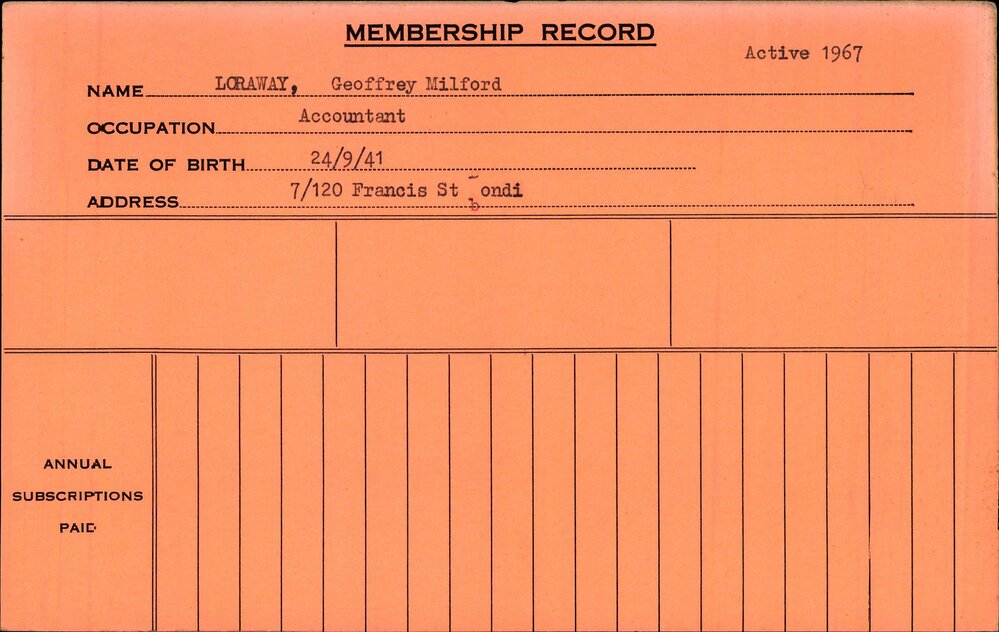 MEMBERSHIP RECORD
Active 1967
NAME LORAWAY, Geoffrey Milford
OCCUPATION Accountant
DATE OF BIRTH 24/9/41
ADDRESS 7/120 Francis St bondi
ANNUAL
SUBSCRIPTIONS
PAID